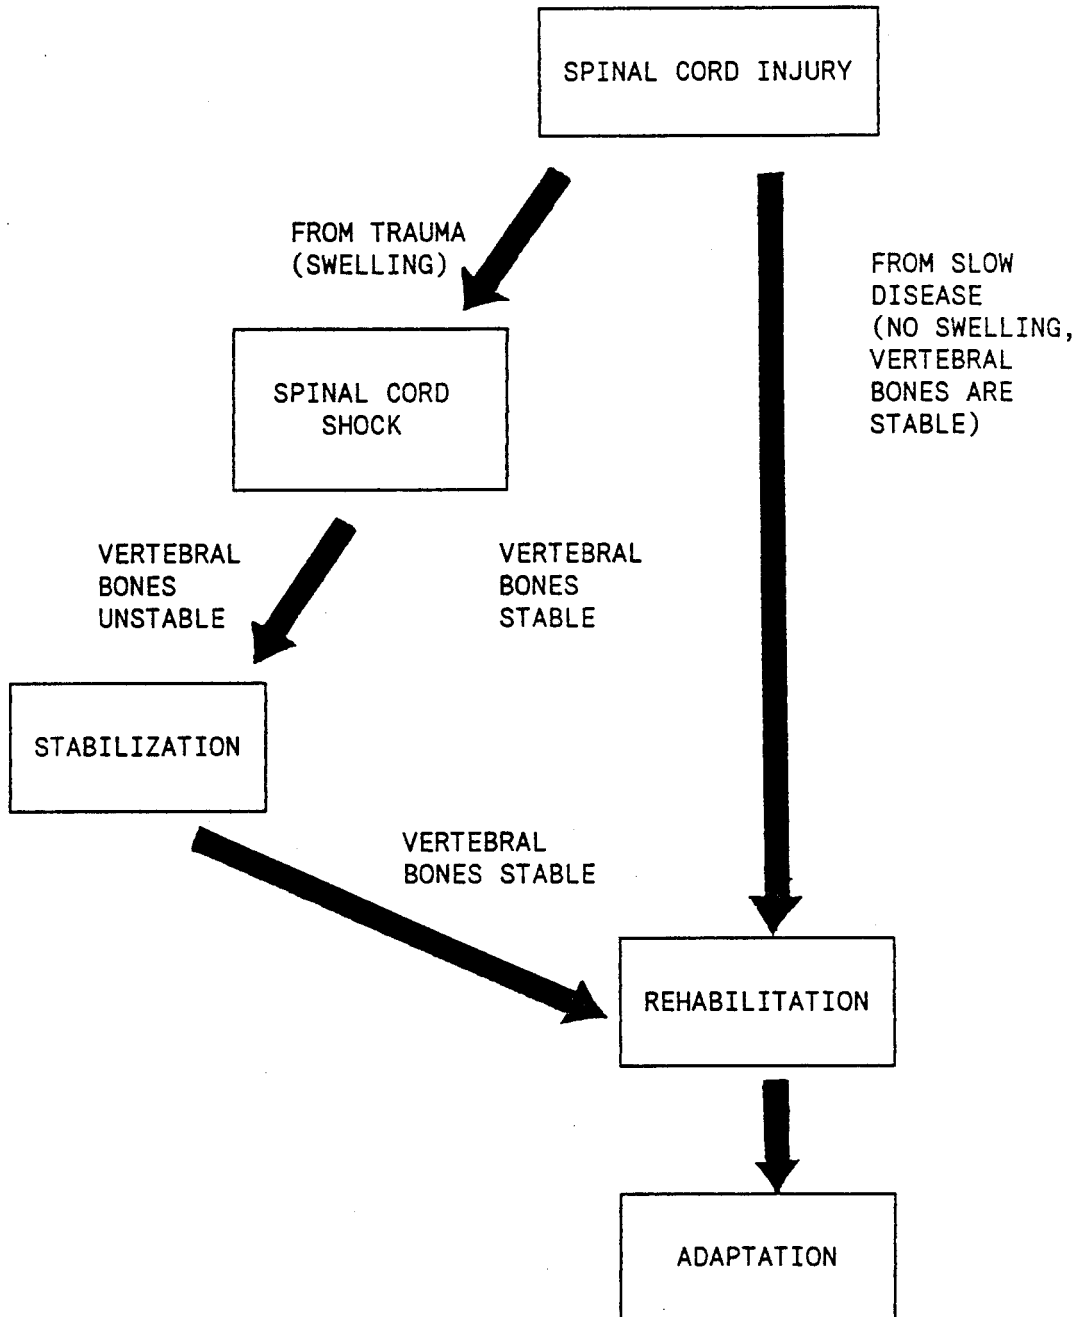 SPINAL CORD INJURY
FROM TRAUMA
(SWELLING)
FROM SLOW
DISEASE
(NO SWELLING,
VERTEBRAL
BONES ARE
STABLE)
SPINAL CORD
SHOCK
VERTEBRAL
BONES
UNSTABLE
VERTEBRAL
BONES
STABLE
STABILIZATION
VERTEBRAL
BONES STABLE
REHABILITATION
ADAPTATION